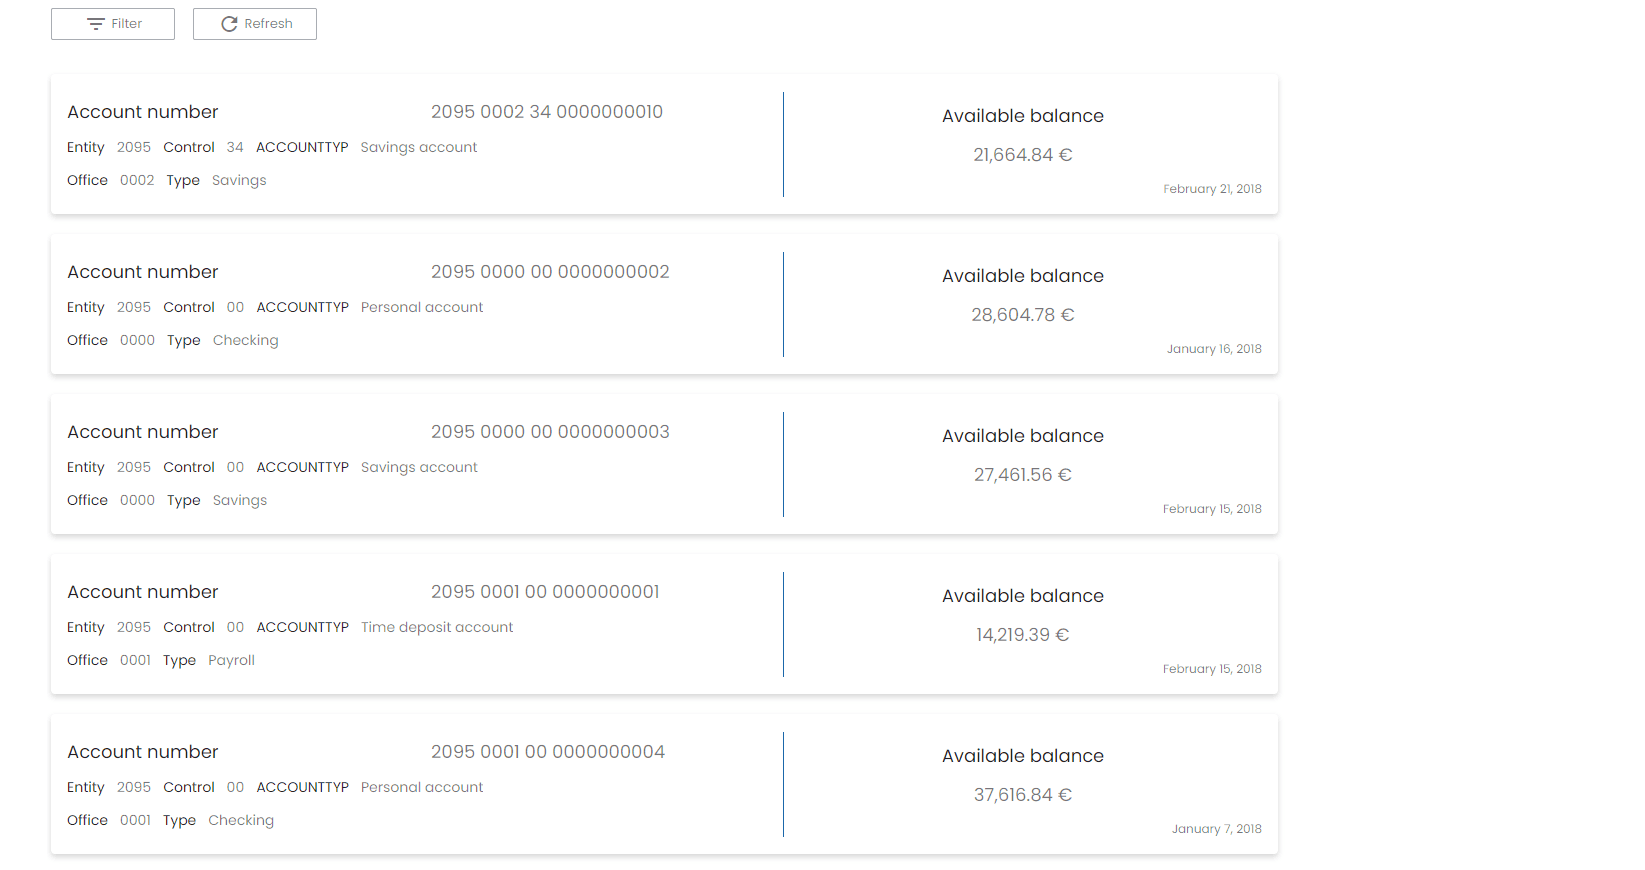 Filter Refresh
Account number 2095 0002 34 0000000010
Available balance
Entity 2095 Control 34 ACCOUNTTYP Savings account
21,664.84 €
Office 0002 Type Savings
February 21, 2018
Account number 2095 0000 00 0000000002
Available balance
Entity 2095 Control 00 ACCOUNTTYP Personal account
28,604.78 €
Office 0000 Type Checking
January 16, 2018
Account number 2095 0000 00 0000000003
Available balance
Entity 2095 Control 00 ACCOUNTTYP Savings account
27,461.56 €
Office 0000 Type Savings
February 15, 2018
Account number 2095 0001 00 0000000001
Available balance
Entity 2095 Control 00 ACCOUNTTYP Time deposit account
14,219.39 €
Office 0001 Type Payroll
February 15, 2018
Account number 2095 0001 00 0000000004
Available balance
Entity 2095 Control 00 ACCOUNTTYP Personal account
37,616.84 €
Office 0001 Type Checking
January 7, 2018